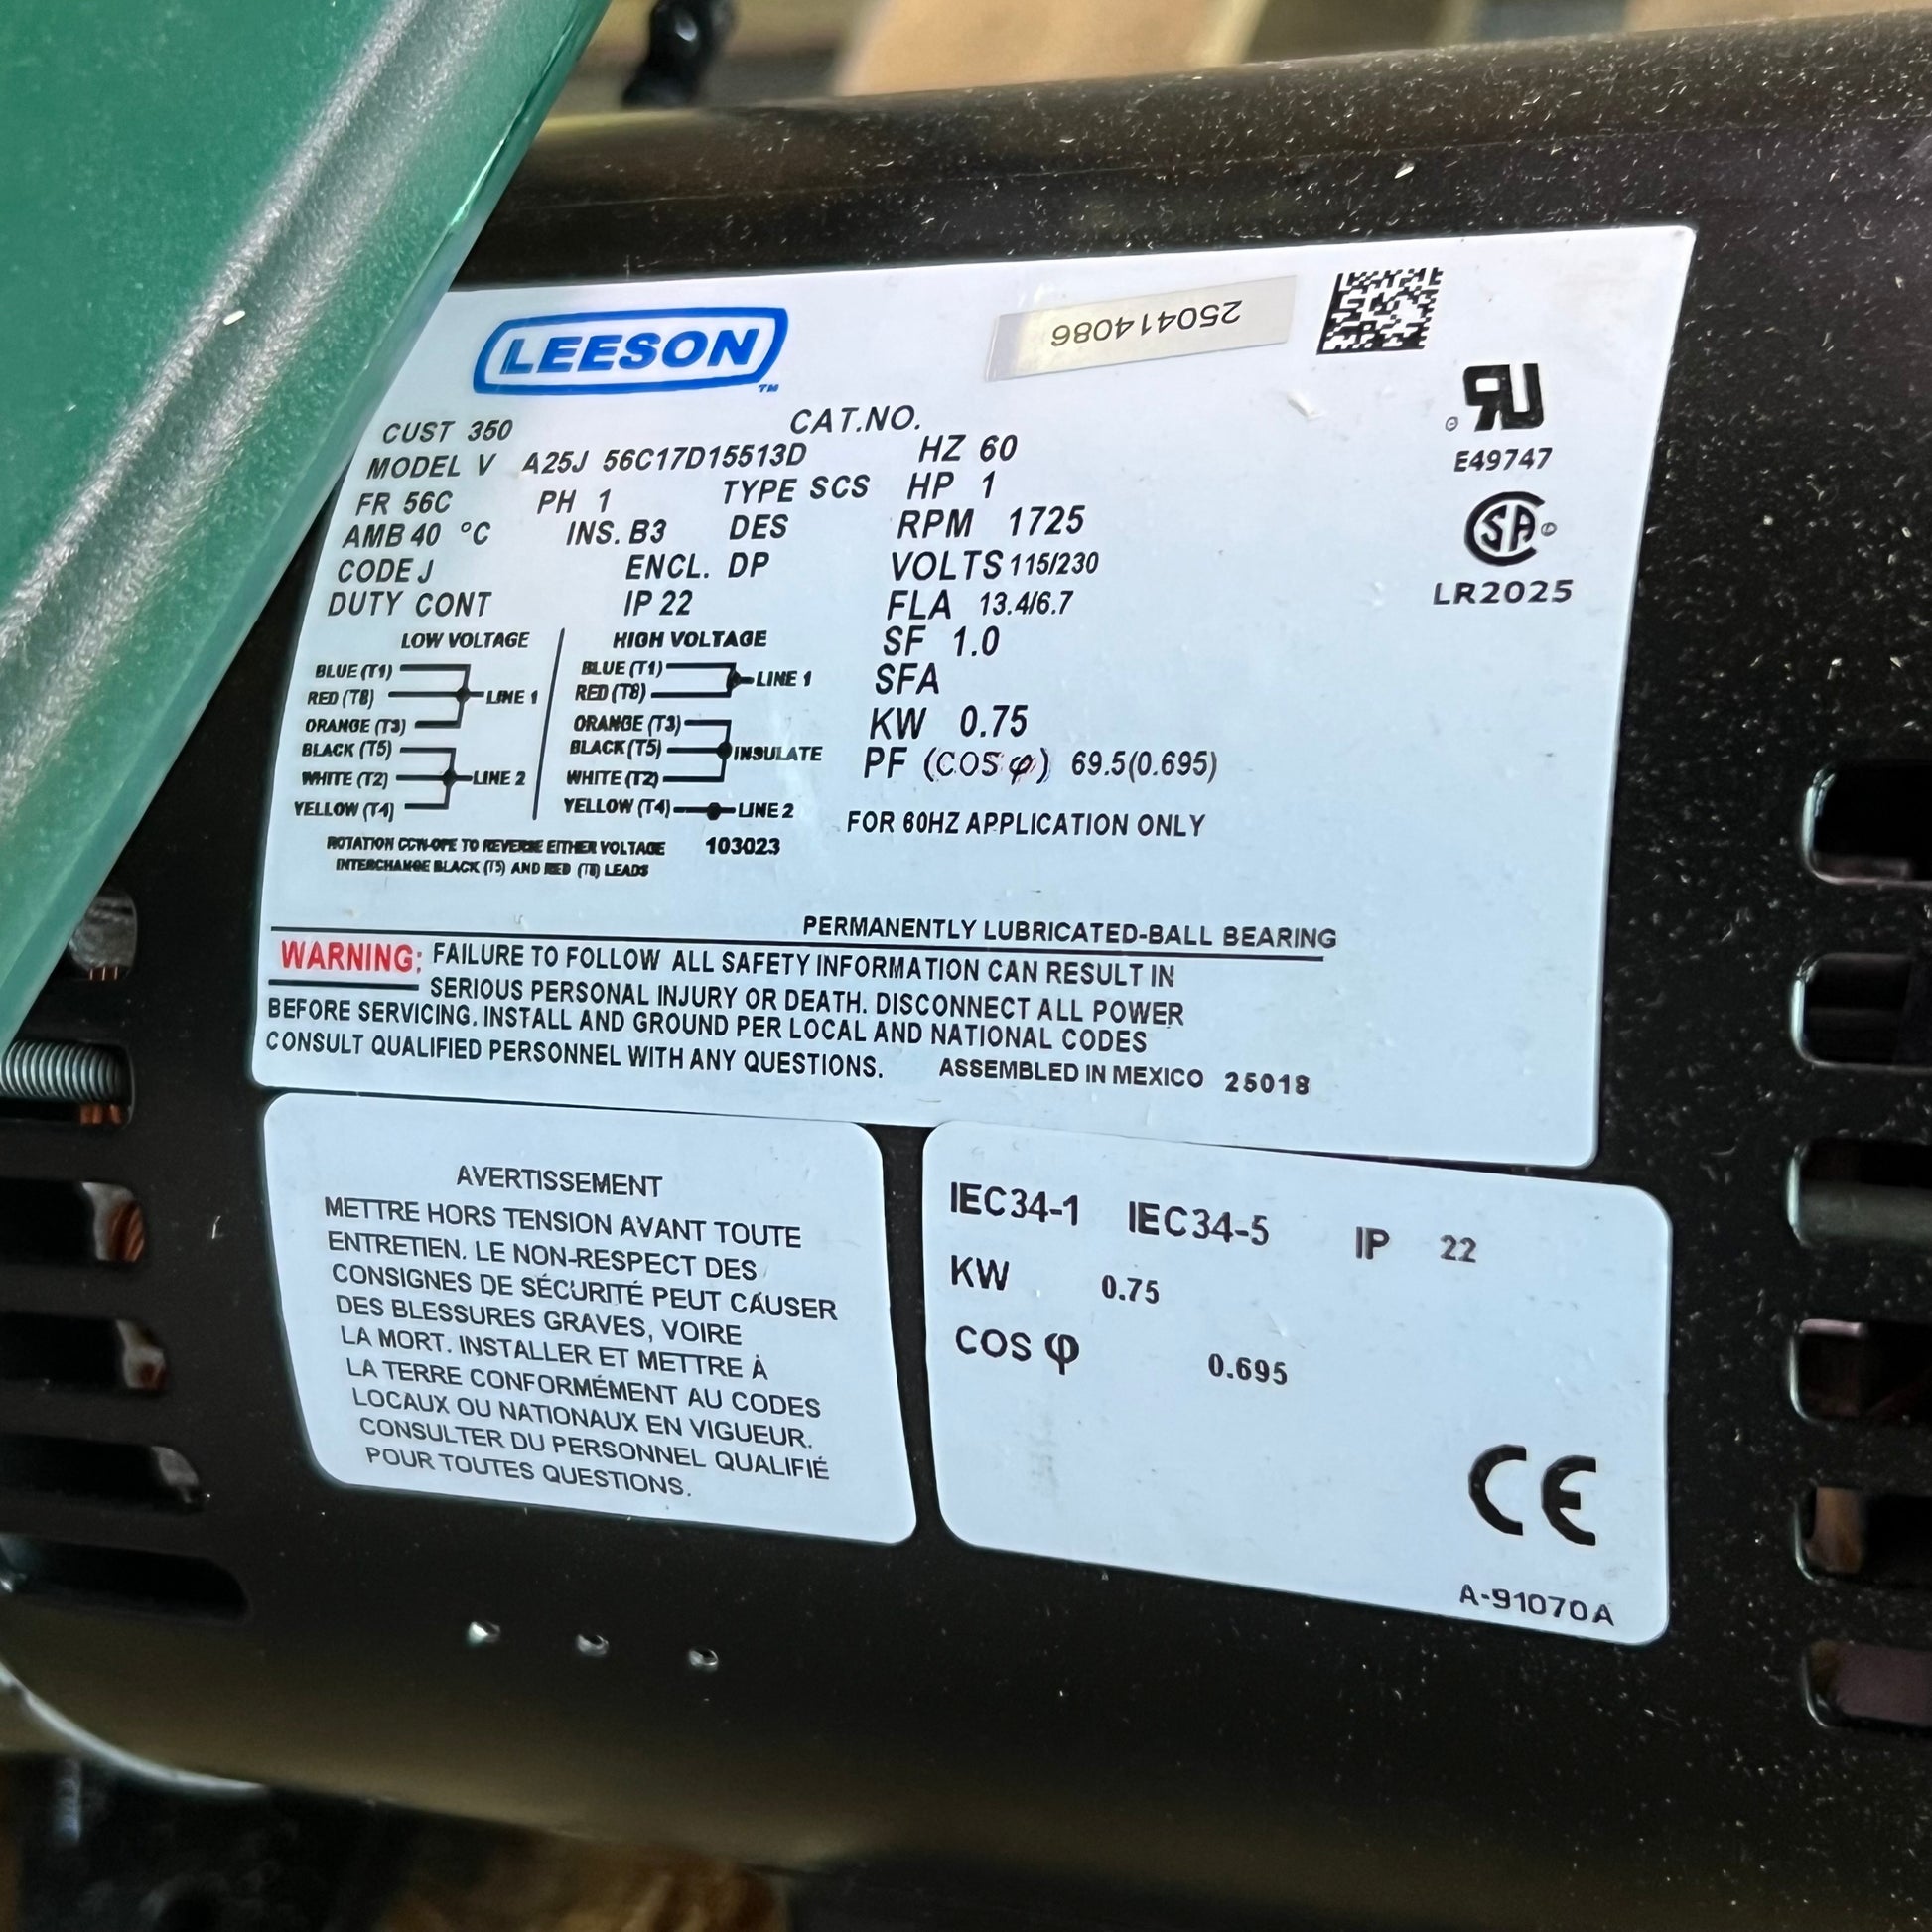 LEESON
TM
250414086
CUST 350 CAT.NO.
MODEL V A25J 56C17D15513D HZ 60
FR 56C PH 1 TYPE SCS HP 1
AMB 40 °C INS. B3 DES RPM 1725
CODE J ENCL. DP VOLTS 115/230
DUTY CONT IP 22 FLA 13.4/6.7
SF 1.0
SFA
KW 0.75
PF (COS φ) 69.5(0.695)
FOR 60HZ APPLICATION ONLY
LOW VOLTAGE
BLUE (T1)
RED (T8) LINE 1
ORANGE (T3)
BLACK (T5)
WHITE (T2) LINE 2
YELLOW (T4)
HIGH VOLTAGE
BLUE (T1) LINE 1
RED (T8)
ORANGE (T3)
BLACK (T5) INSULATE
WHITE (T2)
YELLOW (T4) LINE 2
ROTATION CCW-OPE TO REVERSE EITHER VOLTAGE 103023
INTERCHANGE BLACK (T5) AND RED (T8) LEADS
E49747
SA
LR2025
PERMANENTLY LUBRICATED-BALL BEARING
WARNING: FAILURE TO FOLLOW ALL SAFETY INFORMATION CAN RESULT IN
SERIOUS PERSONAL INJURY OR DEATH. DISCONNECT ALL POWER
BEFORE SERVICING. INSTALL AND GROUND PER LOCAL AND NATIONAL CODES
CONSULT QUALIFIED PERSONNEL WITH ANY QUESTIONS. ASSEMBLED IN MEXICO 25018
AVERTISSEMENT
METTRE HORS TENSION AVANT TOUTE
ENTRETIEN. LE NON-RESPECT DES
CONSIGNES DE SÉCURITÉ PEUT CAUSER
DES BLESSURES GRAVES, VOIRE
LA MORT. INSTALLER ET METTRE À
LA TERRE CONFORMÉMENT AU CODES
LOCAUX OU NATIONAUX EN VIGUEUR.
CONSULTER DU PERSONNEL QUALIFIÉ
POUR TOUTES QUESTIONS.
IEC34-1 IEC34-5 IP 22
KW 0.75
COS φ 0.695
CE
A-91070A